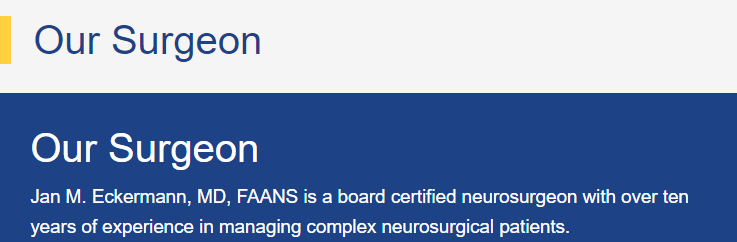 Our Surgeon
Our Surgeon
Jan M. Eckermann, MD, FAANS is a board certified neurosurgeon with over ten
years of experience in managing complex neurosurgical patients.